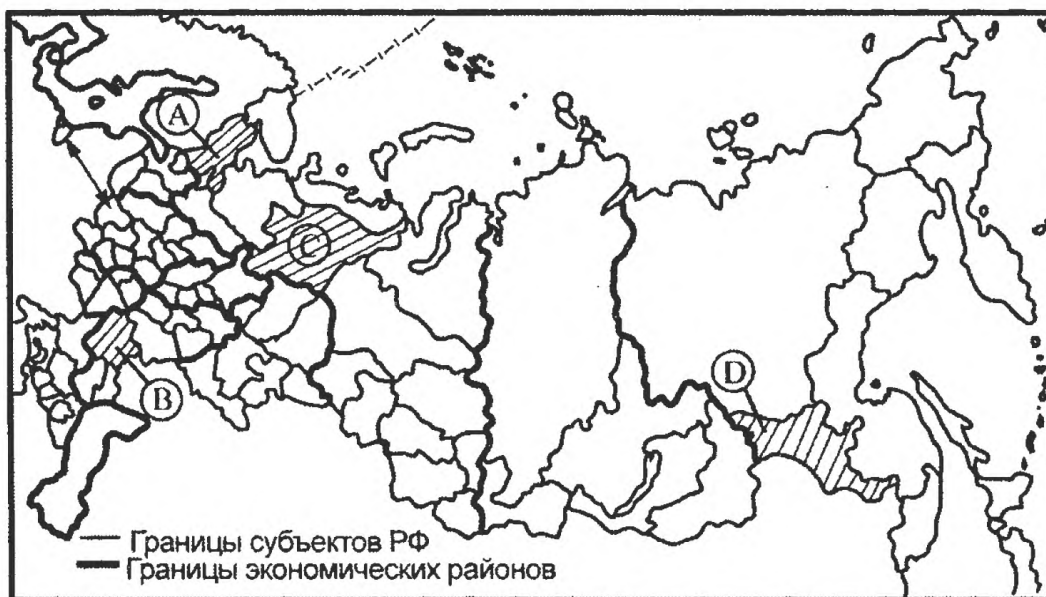 A
C
B
D
Границы субъектов РФ
Границы экономических районов